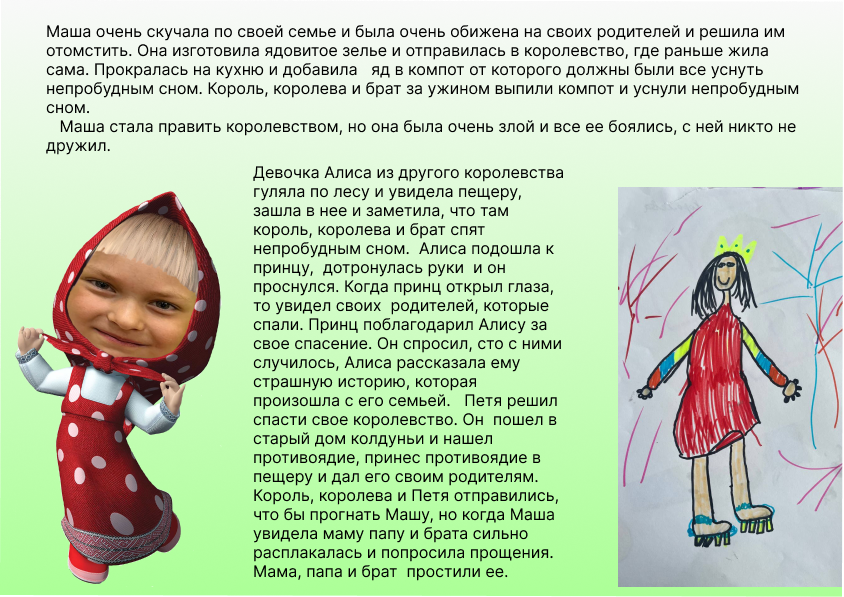 Маша очень скучала по своей семье и была очень обижена на своих родителей и решила им
отомстить. Она изготовила ядовитое зелье и отправилась в королевство, где раньше жила
сама. Прокралась на кухню и добавила яд в компот от которого должны были все уснуть
непробудным сном. Король, королева и брат за ужином выпили компот и уснули непробудным
сном.
Маша стала править королевством, но она была очень злой и все ее боялись, с ней никто не
дружил.
Девочка Алиса из другого королевства
гуляла по лесу и увидела пещеру,
зашла в нее и заметила, что там
король, королева и брат спят
непробудным сном. Алиса подошла к
принцу, дотронулась руки и он
проснулся. Когда принц открыл глаза,
то увидел своих родителей, которые
спали. Принц поблагодарил Алису за
свое спасение. Он спросил, сто с ними
случилось, Алиса рассказала ему
страшную историю, которая
произошла с его семьей. Петя решил
спасти свое королевство. Он пошел в
старый дом колдуньи и нашел
противоядие, принес противоядие в
пещеру и дал его своим родителям.
Король, королева и Петя отправились,
что бы прогнать Машу, но когда Маша
увидела маму папу и брата сильно
расплакалась и попросила прощения.
Мама, папа и брат простили ее.